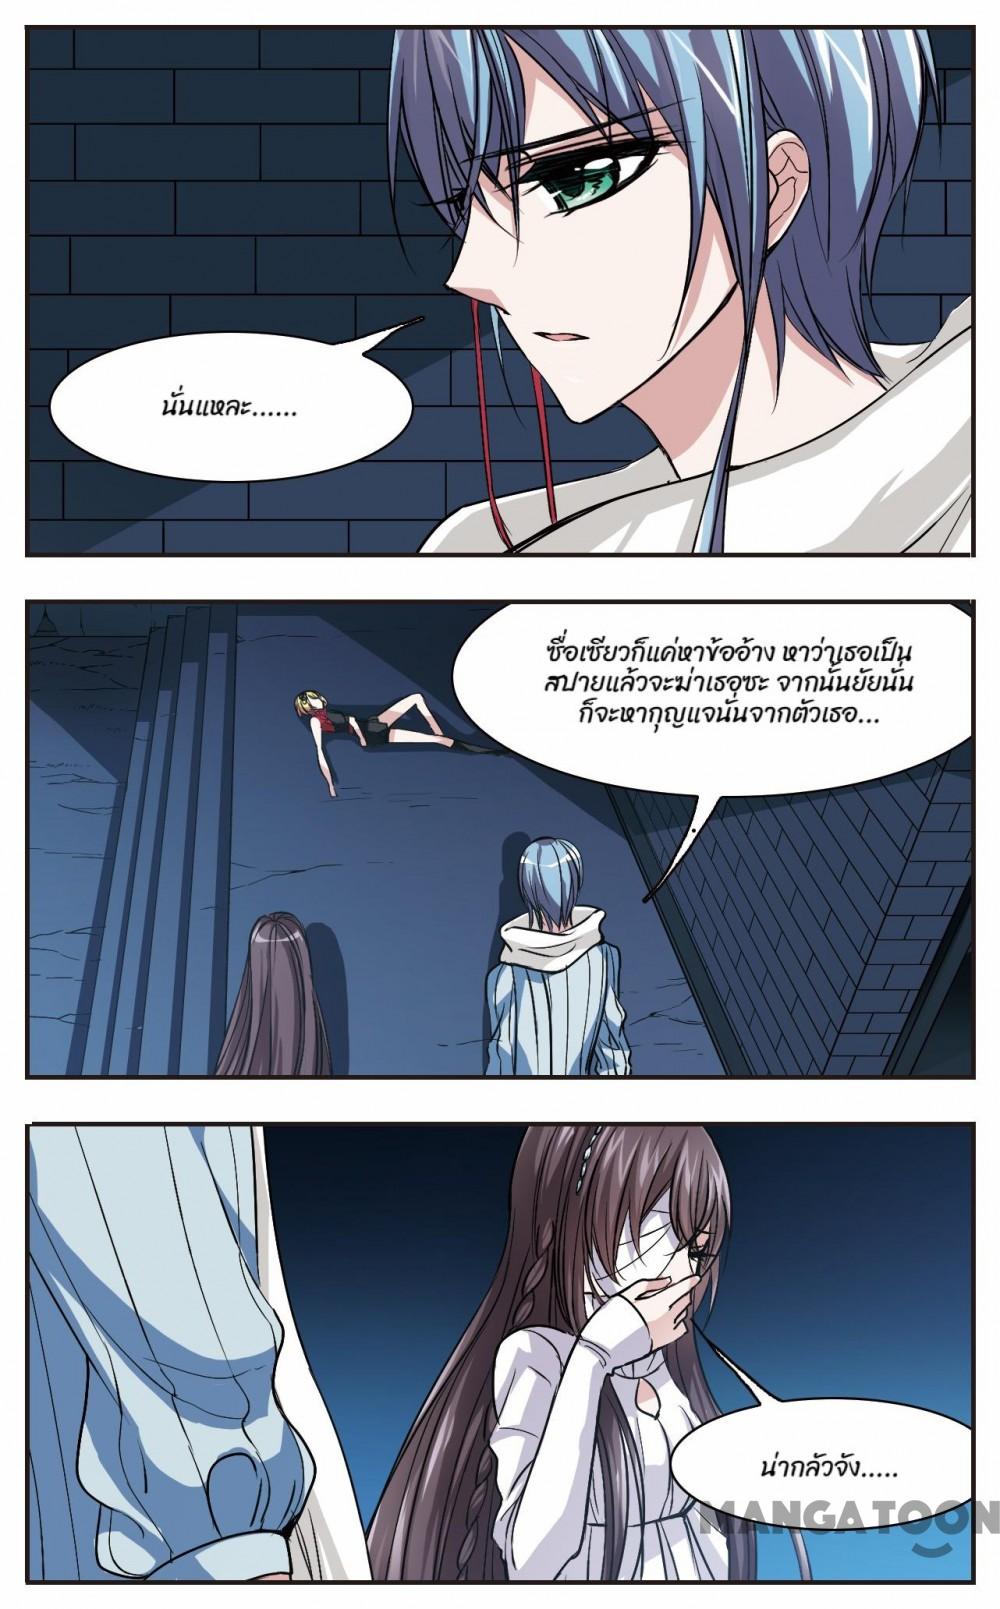 นั่นแหละ......
ซื่อเซียวก็แค่หาข้ออ้าง หาว่าเธอเป็น
สปายแล้วจะฆ่าเธอซะ จากนั้นยัยนั่น
ก็จะหากุญแจนั่นจากตัวเธอ...
น่ากลัวจัง.....
MANGATOON